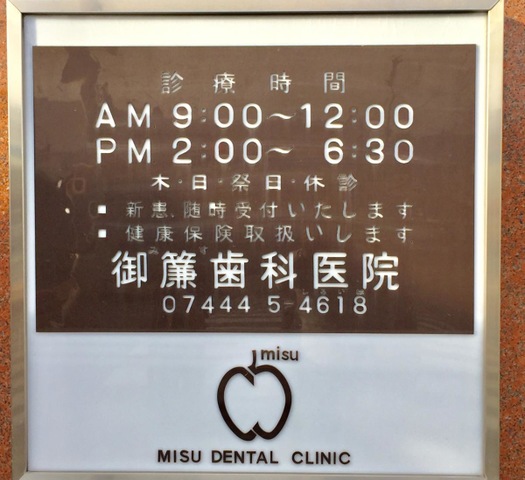 診療時間
AM 9:00～12:00
PM 2:00～ 6:30
木・日・祭日・休診
■ 新患、随時受付いたします
■ 健康保険取扱いします
みす
御簾歯科医院
07444 5-4618
misu
MISU DENTAL CLINIC